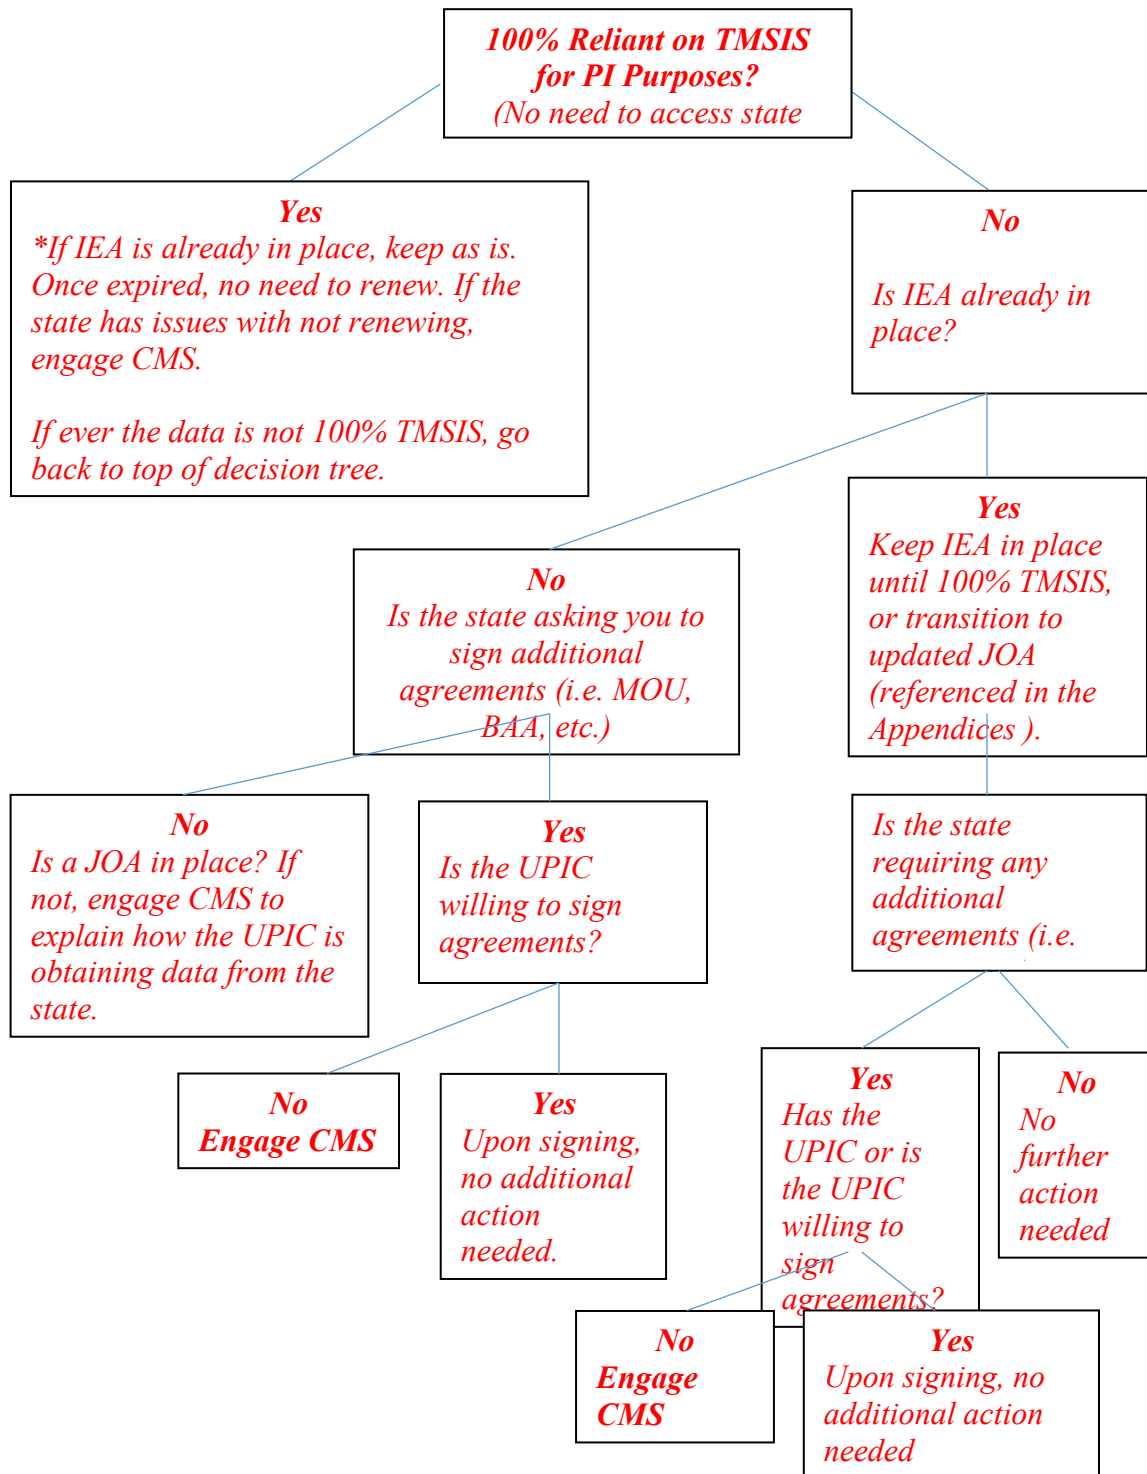 100% Reliant on TMSIS
for PI Purposes?
(No need to access state
Yes
*If IEA is already in place, keep as is.
Once expired, no need to renew. If the
state has issues with not renewing,
engage CMS.
If ever the data is not 100% TMSIS, go
back to top of decision tree.
No
Is IEA already in
place?
No
Is the state asking you to
sign additional
agreements (i.e. MOU,
BAA, etc.)
Yes
Keep IEA in place
until 100% TMSIS,
or transition to
updated JOA
(referenced in the
Appendices ).
No
Is a JOA in place? If
not, engage CMS to
explain how the UPIC is
obtaining data from the
state.
Yes
Is the UPIC
willing to sign
agreements?
Is the state
requiring any
additional
agreements (i.e.
No
Engage CMS
Yes
Upon signing,
no additional
action
needed.
Yes
Has the
UPIC or is
the UPIC
willing to
sign
agreements?
No
No
further
action
needed
No
Engage
CMS
Yes
Upon signing, no
additional action
needed